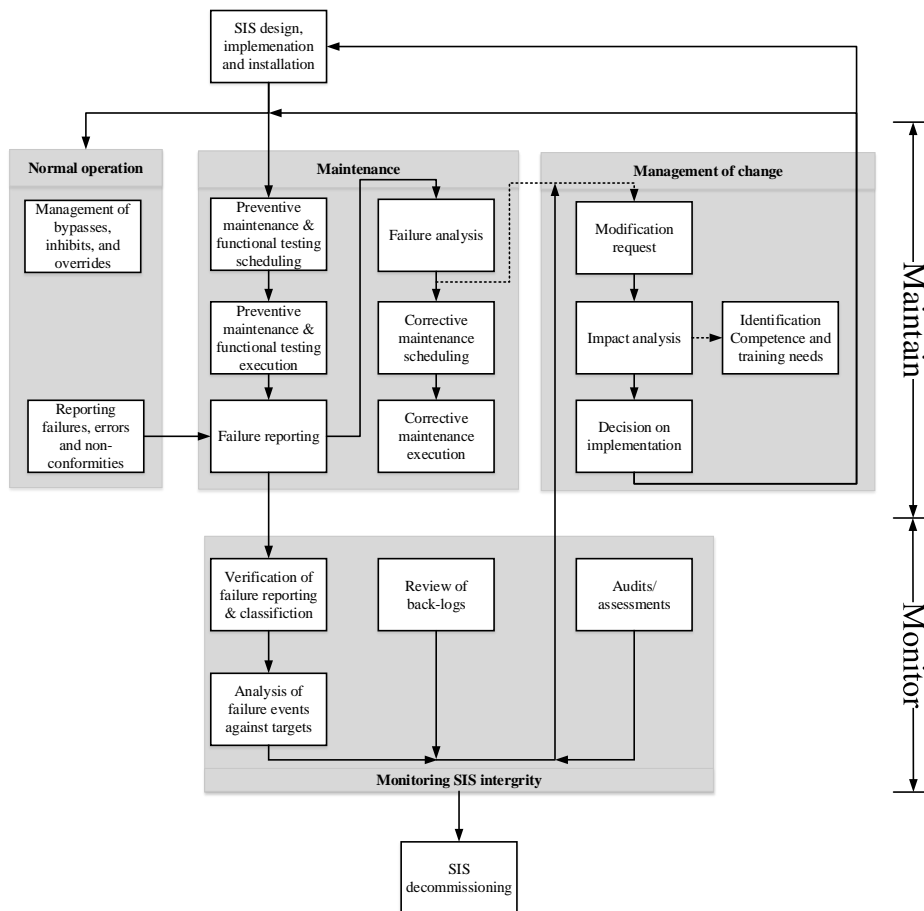 SIS design,
implemenation
and installation
Normal operation
Maintenance
Management of change
Management of
bypasses,
inhibits, and
overrides
Preventive
maintenance &
functional testing
scheduling
Failure analysis
Modification
request
Preventive
maintenance &
functional testing
execution
Corrective
maintenance
scheduling
Impact analysis
Identification
Competence and
training needs
Reporting
failures, errors
and non-
conformities
Failure reporting
Corrective
maintenance
execution
Decision on
implementation
Maintain
Verification of
failure reporting
& classifiction
Review of
back-logs
Audits/
assessments
Analysis of
failure events
against targets
Monitor
Monitoring SIS intergrity
SIS
decommissioning